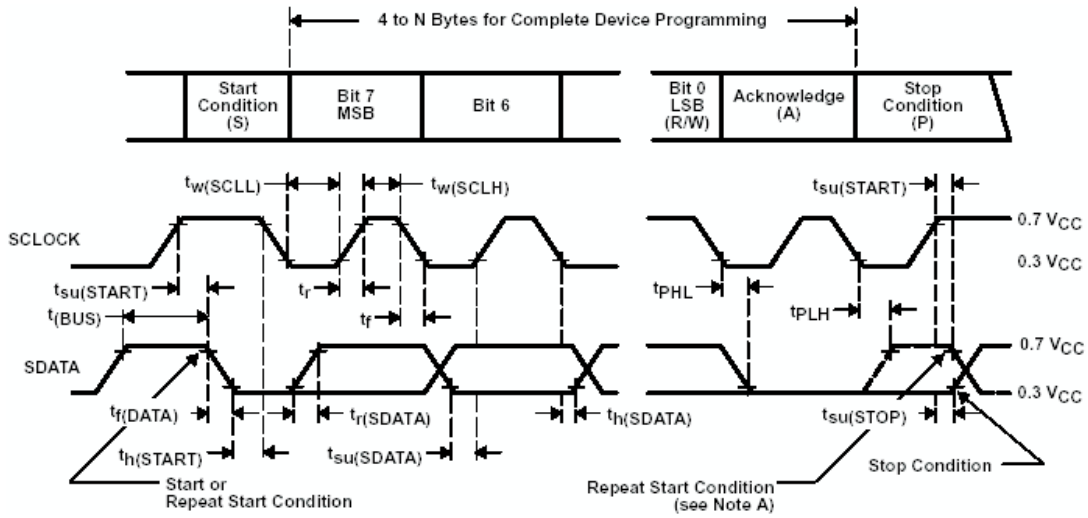 4 to N Bytes for Complete Device Programming
Start
Condition
(S)
Bit 7
MSB
Bit 6
Bit 0
LSB
(R/W)
Acknowledge
(A)
Stop
Condition
(P)
tw(SCLL)
tw(SCLH)
tsu(START)
SCLOCK
0.7 VCC
0.3 VCC
tsu(START)
tr
tPHL
t(BUS)
tf
tPLH
SDATA
0.7 VCC
0.3 VCC
tf(DATA)
tr(SDATA)
th(SDATA)
tsu(STOP)
th(START)
tsu(SDATA)
Stop Condition
Start or
Repeat Start Condition
Repeat Start Condition
(see Note A)